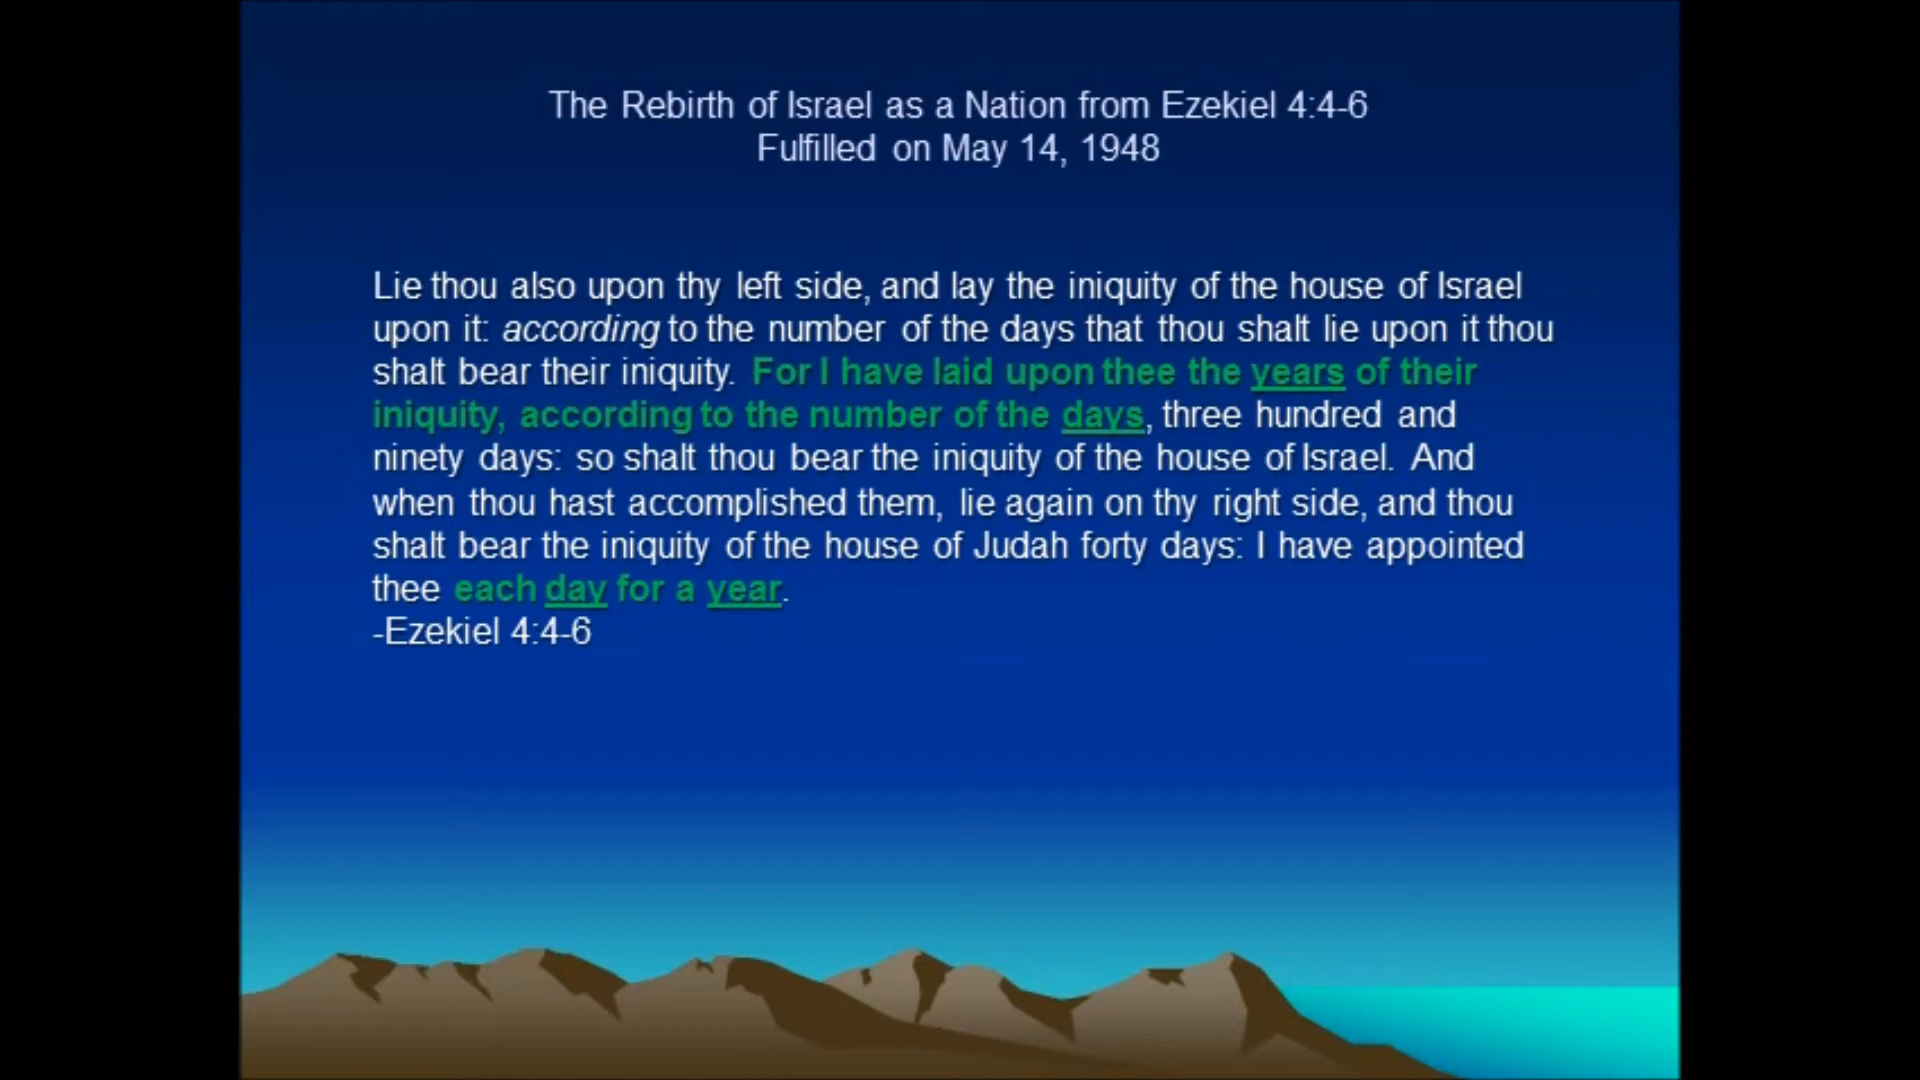 The Rebirth of Israel as a Nation from Ezekiel 4:4-6
Fulfilled on May 14, 1948
Lie thou also upon thy left side, and lay the iniquity of the house of Israel
upon it: according to the number of the days that thou shalt lie upon it thou
shalt bear their iniquity. For I have laid upon thee the years of their
iniquity, according to the number of the days, three hundred and
ninety days: so shalt thou bear the iniquity of the house of Israel. And
when thou hast accomplished them, lie again on thy right side, and thou
shalt bear the iniquity of the house of Judah forty days: I have appointed
thee each day for a year.
-Ezekiel 4:4-6